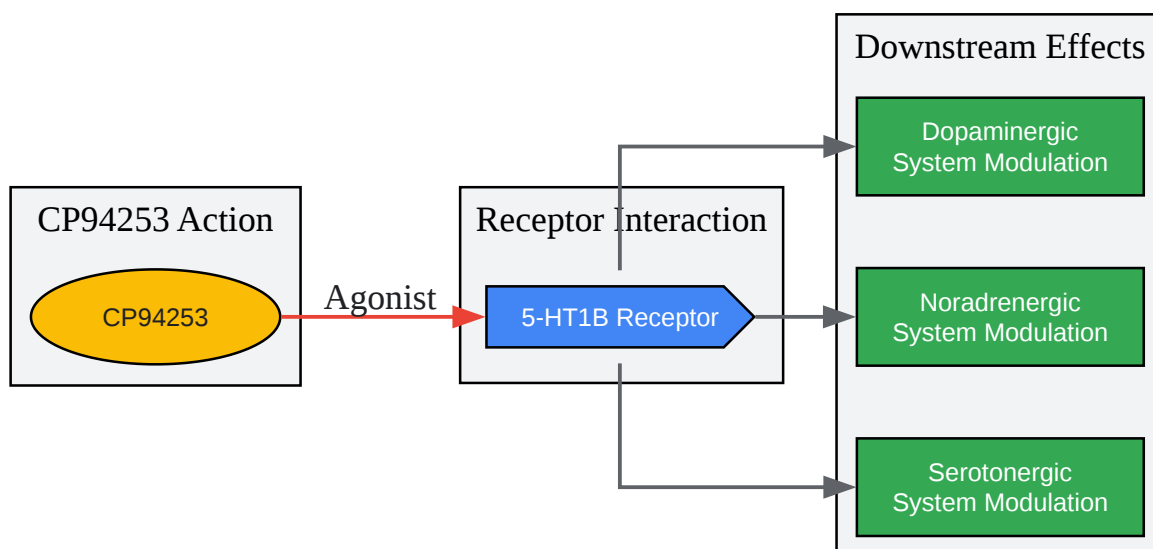 CP94253 Action
CP94253
Agonist
Receptor Interaction
5-HT1B Receptor
Downstream Effects
Dopaminergic
System Modulation
Noradrenergic
System Modulation
Serotonergic
System Modulation